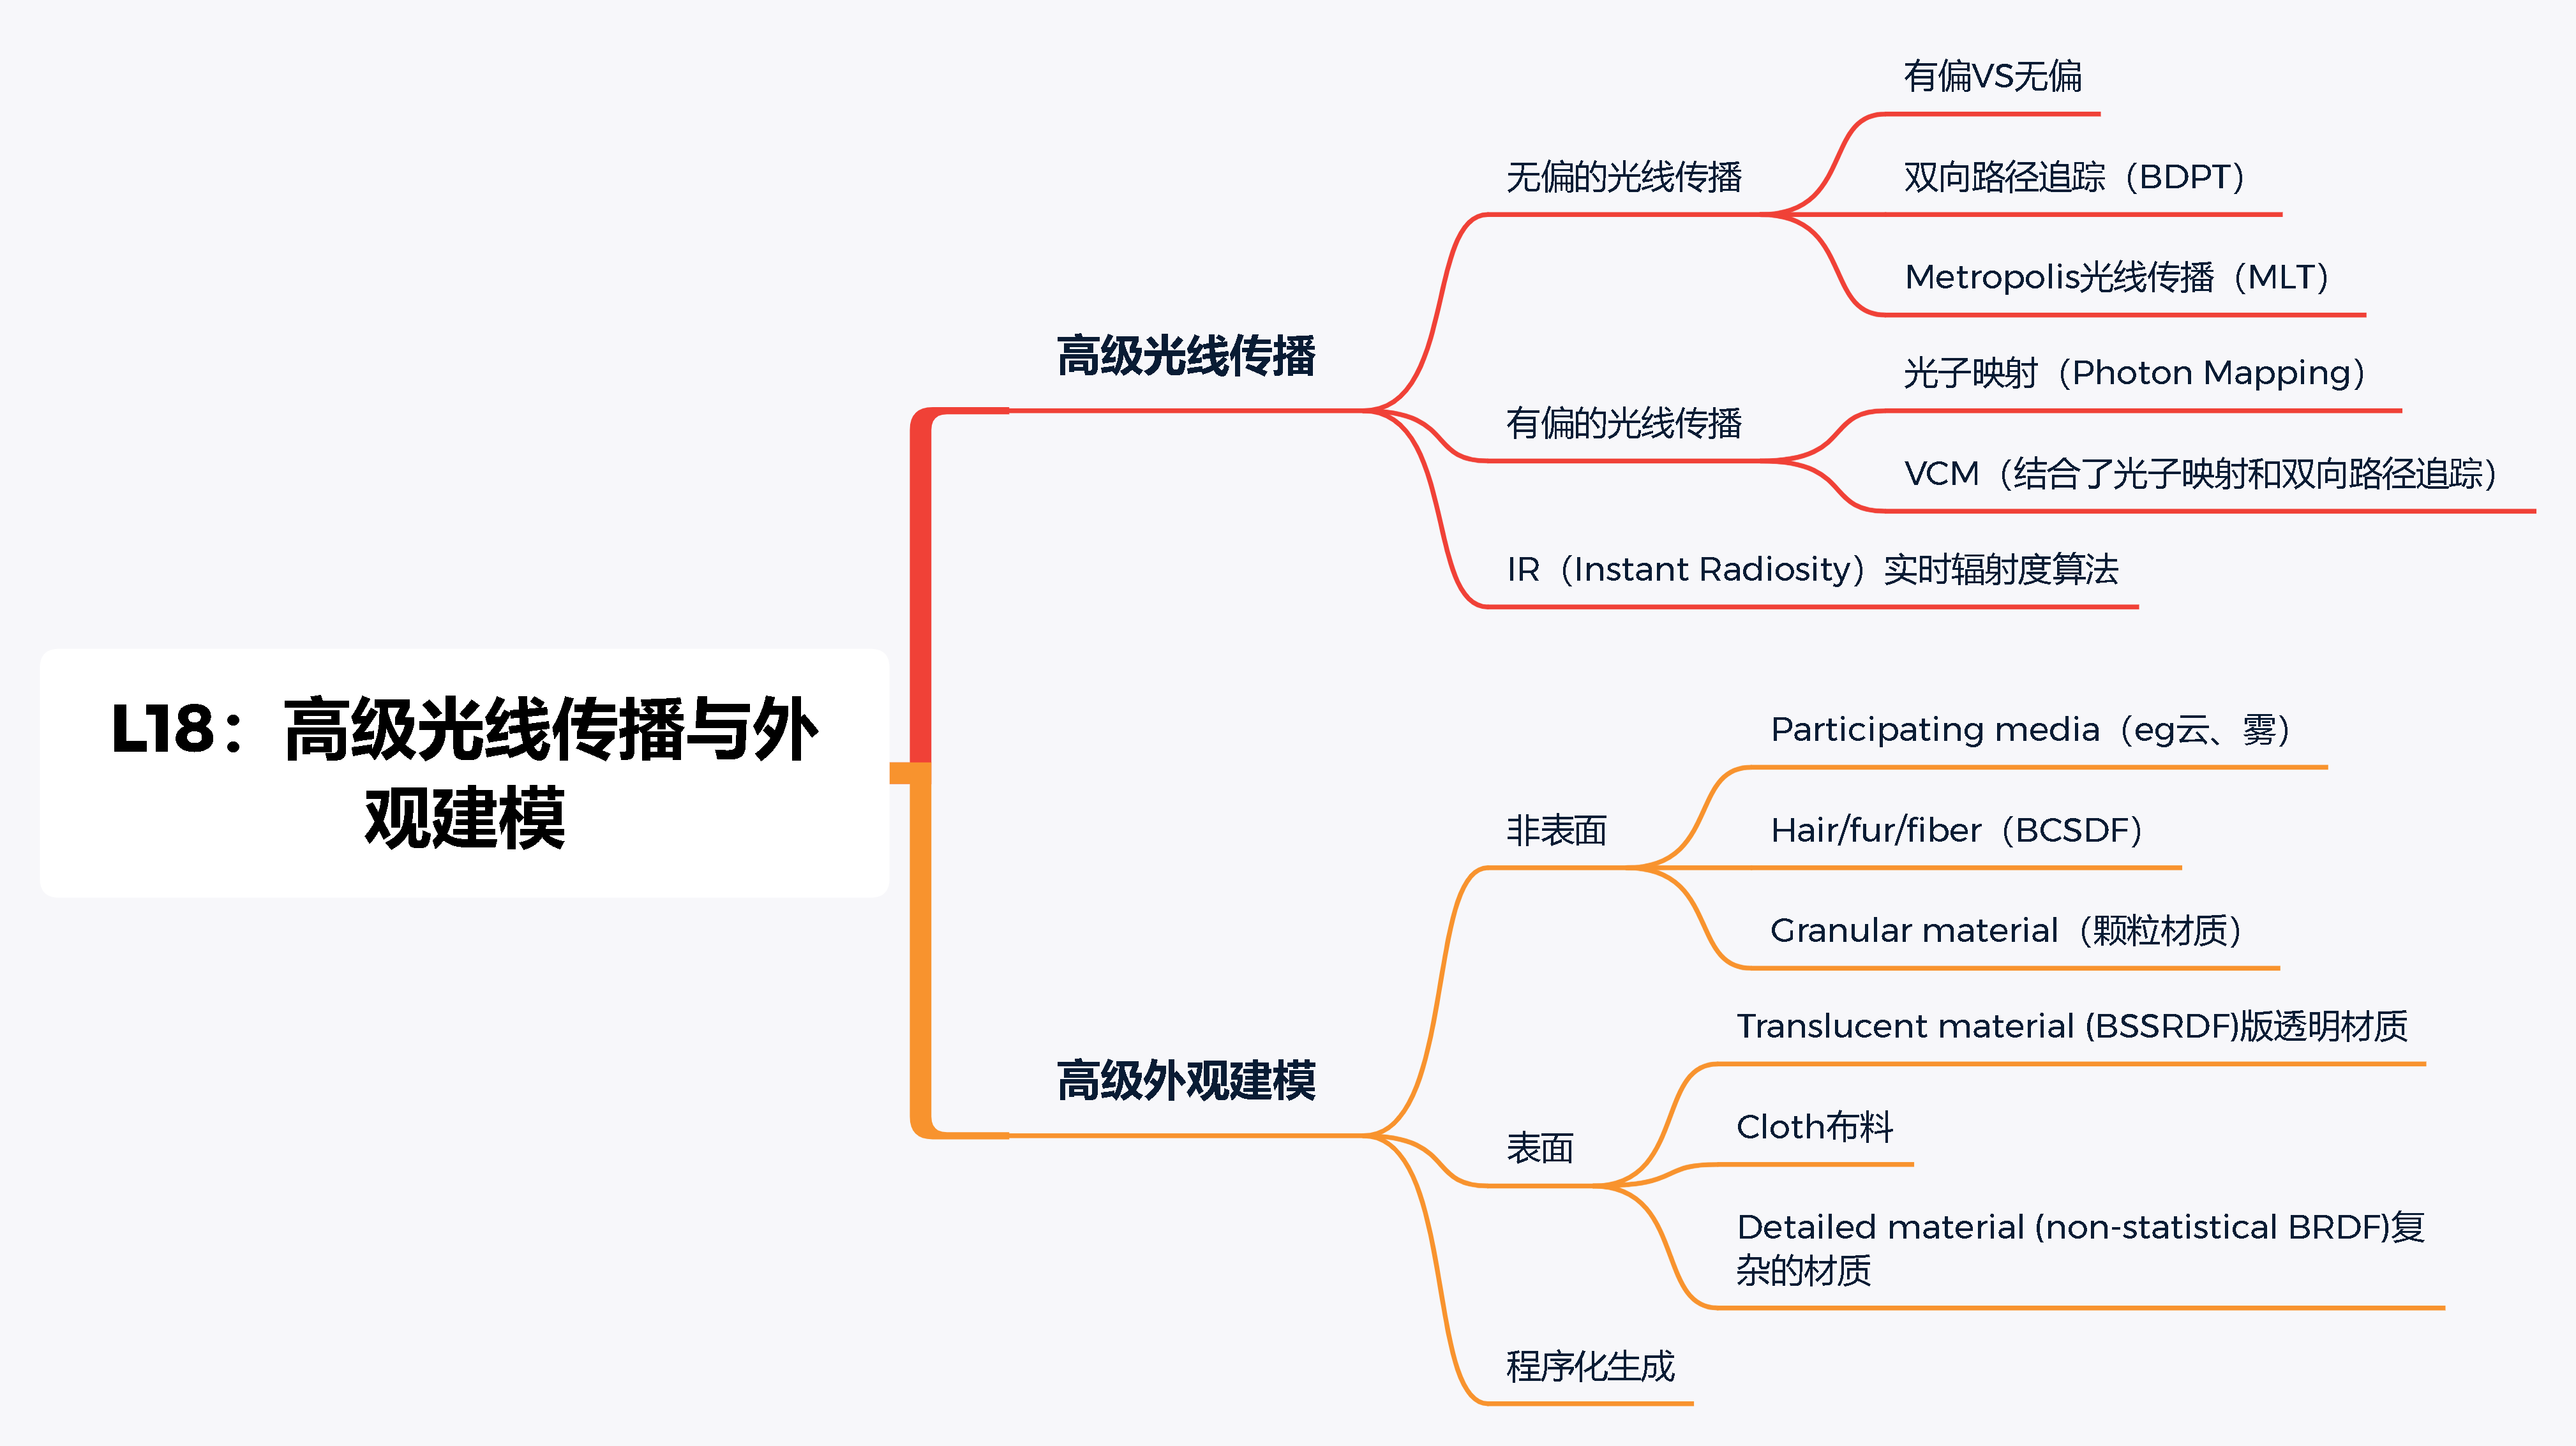 L18：高级光线传播与外
观建模
高级光线传播
无偏的光线传播
有偏VS无偏
双向路径追踪（BDPT）
Metropolis光线传播（MLT）
有偏的光线传播
光子映射（Photon Mapping）
VCM（结合了光子映射和双向路径追踪）
IR（Instant Radiosity）实时辐射度算法
高级外观建模
非表面
Participating media（eg云、雾）
Hair/fur/fiber（BCSDF）
Granular material（颗粒材质）
表面
Translucent material (BSSRDF)版透明材质
Cloth布料
Detailed material (non-statistical BRDF)复
杂的材质
程序化生成